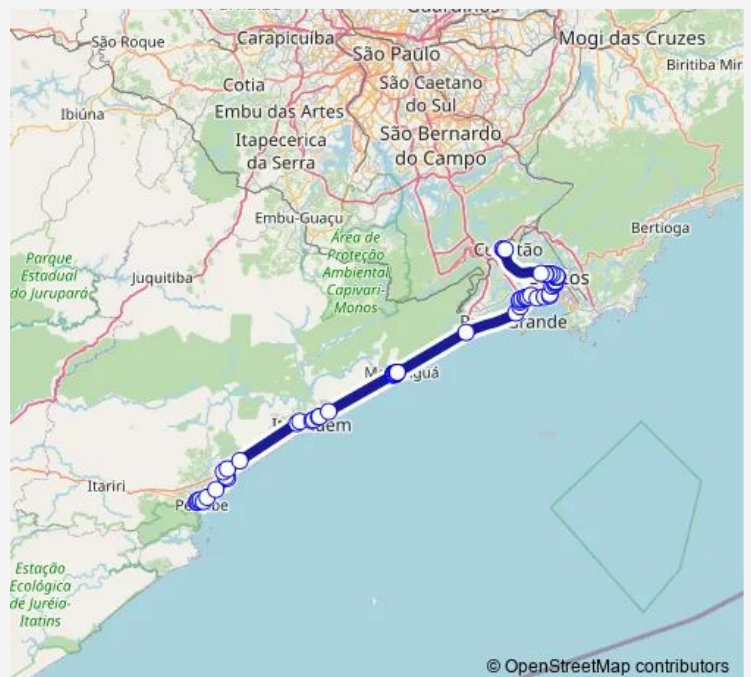 São Roque
Carapicuíba
São Paulo
Mogi das Cruzes
Biritiba Mir
Cotia
São Caetano
do Sul
Ibiúna
Embu das Artes
Itapecerica
da Serra
São Bernardo
do Campo
Embu-Guaçu
Bertioga
Parque
Estadual
do Jurupará
Área de
Proteção
Ambiental
Capivari-
Monos
Juquitiba
Itariri
Estação
Ecológica
de Juréia-
Itatins
© OpenStreetMap contributors